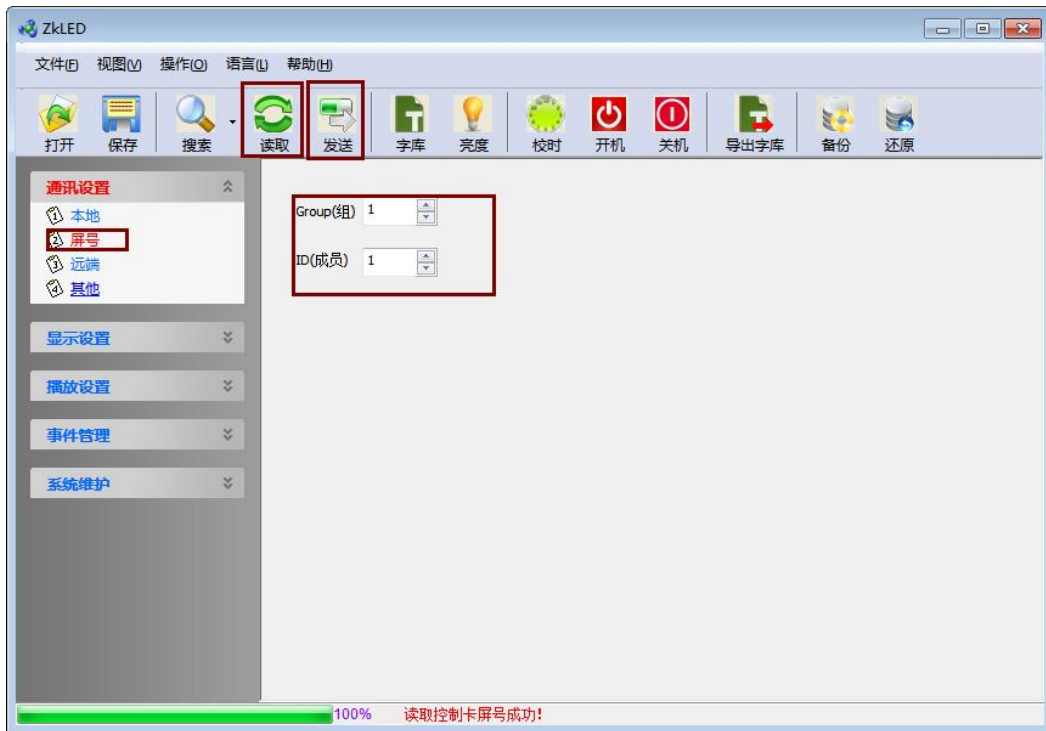 ZkLED
文件(F) 视图(V) 操作(O) 语言(L) 帮助(H)
打开 保存 搜索 读取 发送 字库 亮度 校时 开机 关机 导出字库 备份 还原
通讯设置
1 本地
2 屏号
3 远端
4 其他
显示设置
播放设置
事件管理
系统维护
Group(组) 1
ID(成员) 1
100% 读取控制卡屏号成功!